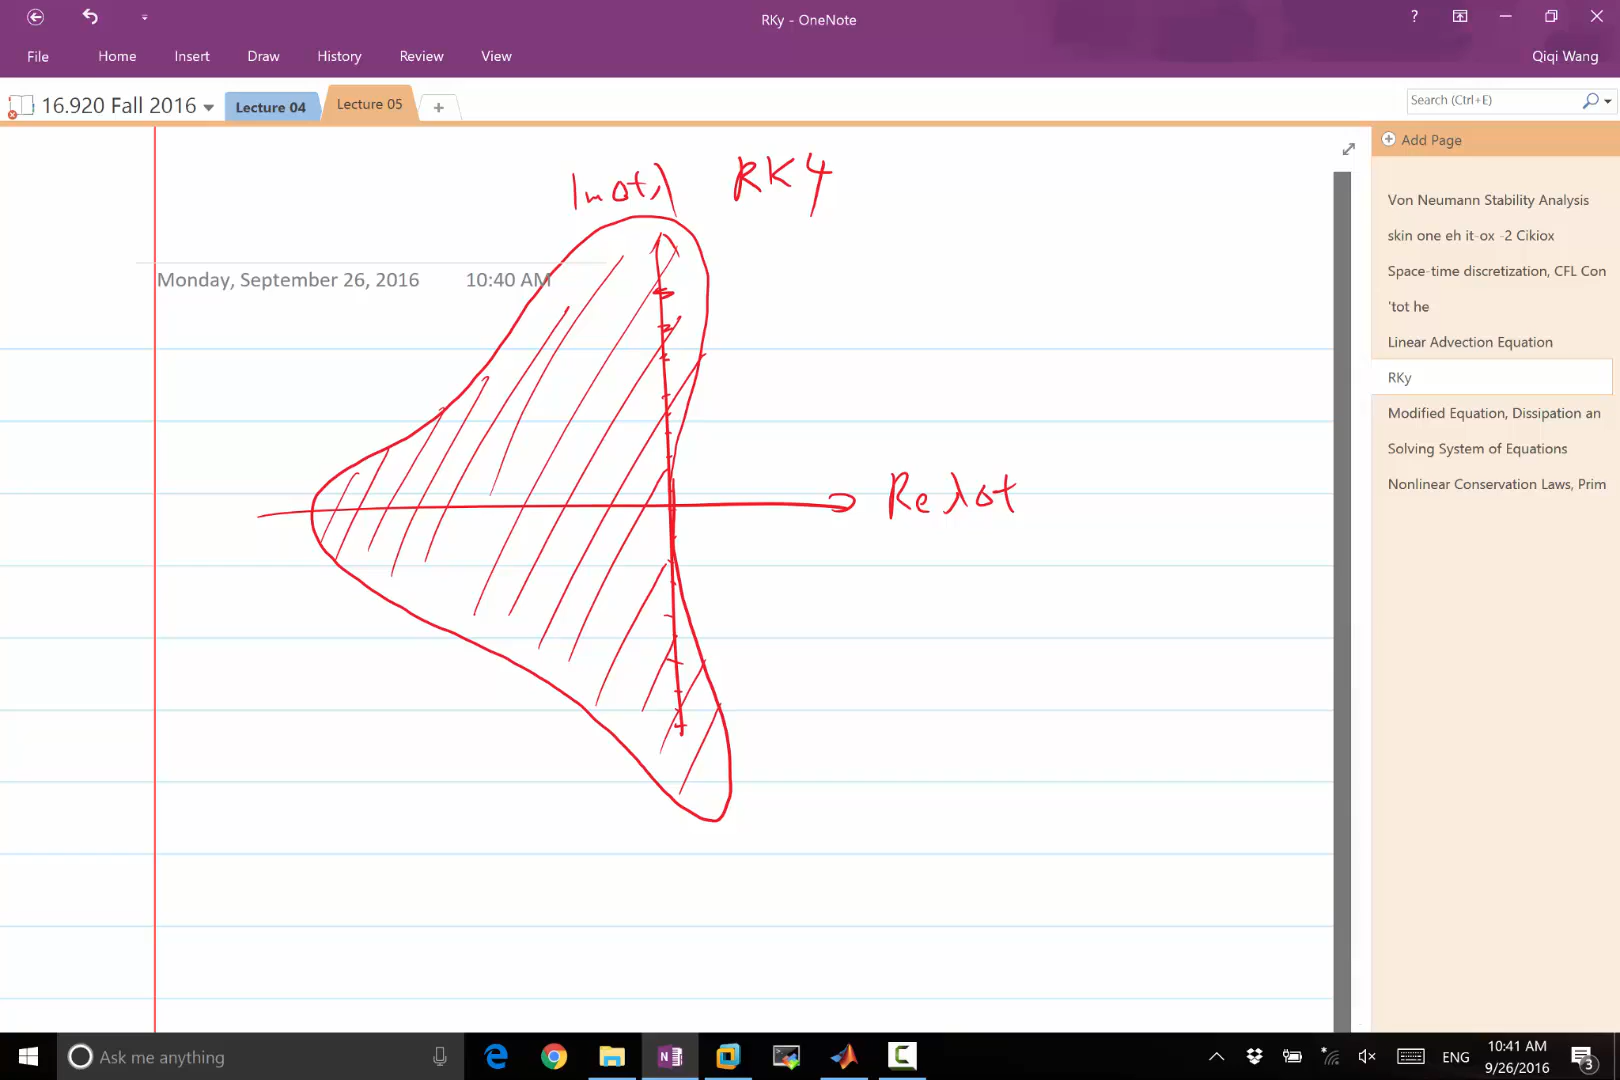 RKy - OneNote
?
File Home Insert Draw History Review View
Qiqi Wang
16.920 Fall 2016 Lecture 04 Lecture 05 +
Search (Ctrl+E)
Add Page
Von Neumann Stability Analysis
skin one eh it-ox -2 Cikiox
Space-time discretization, CFL Con
'tot he
Linear Advection Equation
RKy
Modified Equation, Dissipation an
Solving System of Equations
Nonlinear Conservation Laws, Prim
Im Δt λ RK4
Monday, September 26, 2016 10:40 AM
Re λΔt
Ask me anything
ENG
10:41 AM
9/26/2016
3